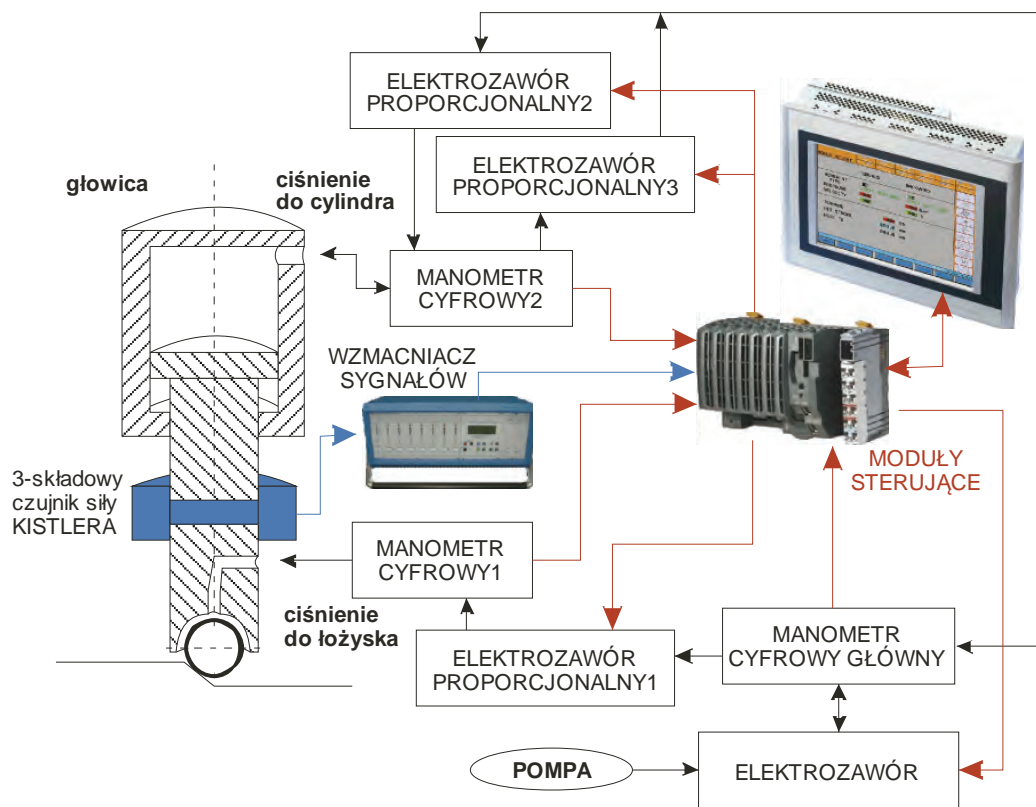 ELEKTROZAWÓR
PROPORCJONALNY2
ELEKTROZAWÓR
PROPORCJONALNY3
głowica
ciśnienie
do cylindra
MANOMETR
CYFROWY2
WZMACNIACZ
SYGNAŁÓW
3-składowy
czujnik siły
KISTLERA
MODUŁY
STERUJĄCE
MANOMETR
CYFROWY1
ciśnienie
do łożyska
ELEKTROZAWÓR
PROPORCJONALNY1
MANOMETR
CYFROWY GŁÓWNY
POMPA
ELEKTROZAWÓR